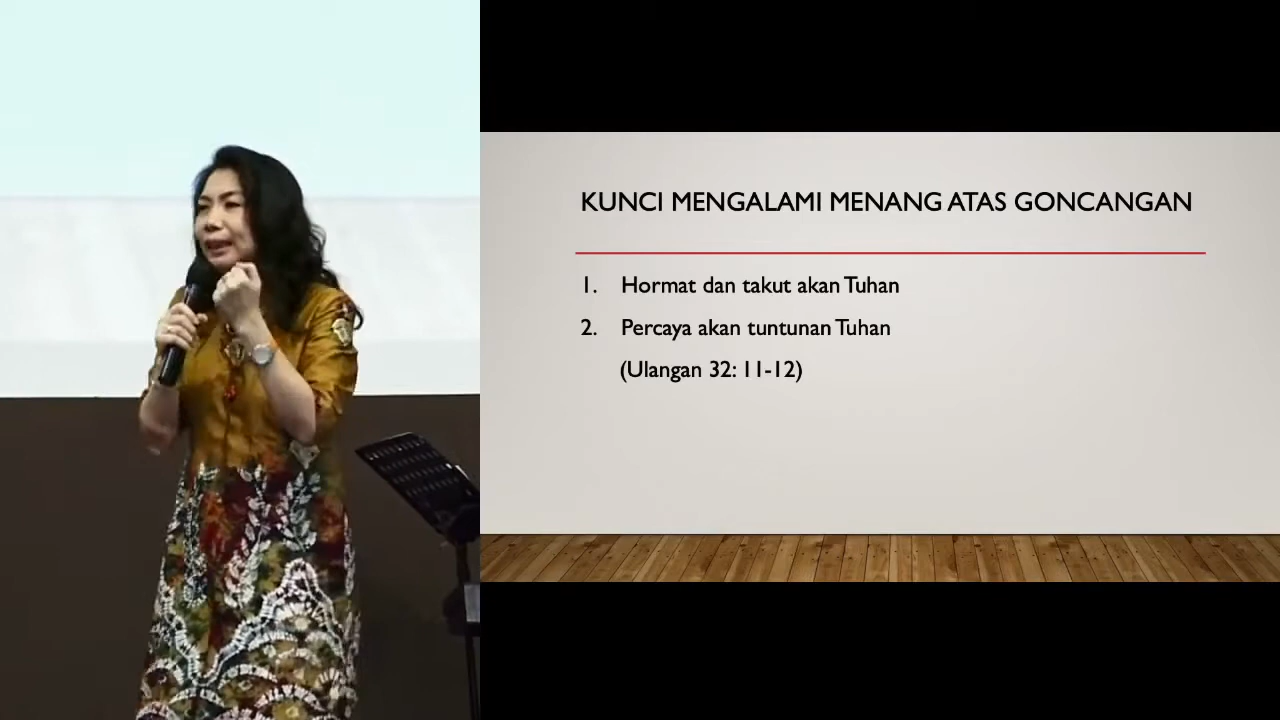 KUNCI MENGALAMI MENANG ATAS GONCANGAN
1. Hormat dan takut akan Tuhan
2. Percaya akan tuntunan Tuhan
(Ulangan 32: 11-12)